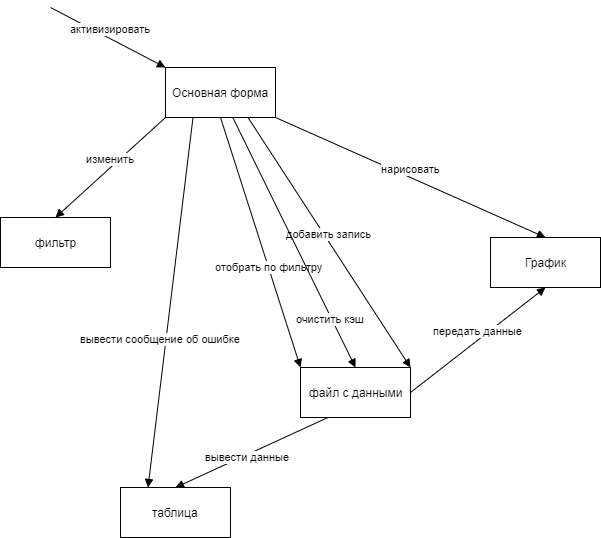 активизировать
Основная форма
изменить
нарисовать
добавить запись
фильтр
отобрать по фильтру
График
очистить кэш
передать данные
вывести сообщение об ошибке
файл с данными
вывести данные
таблица